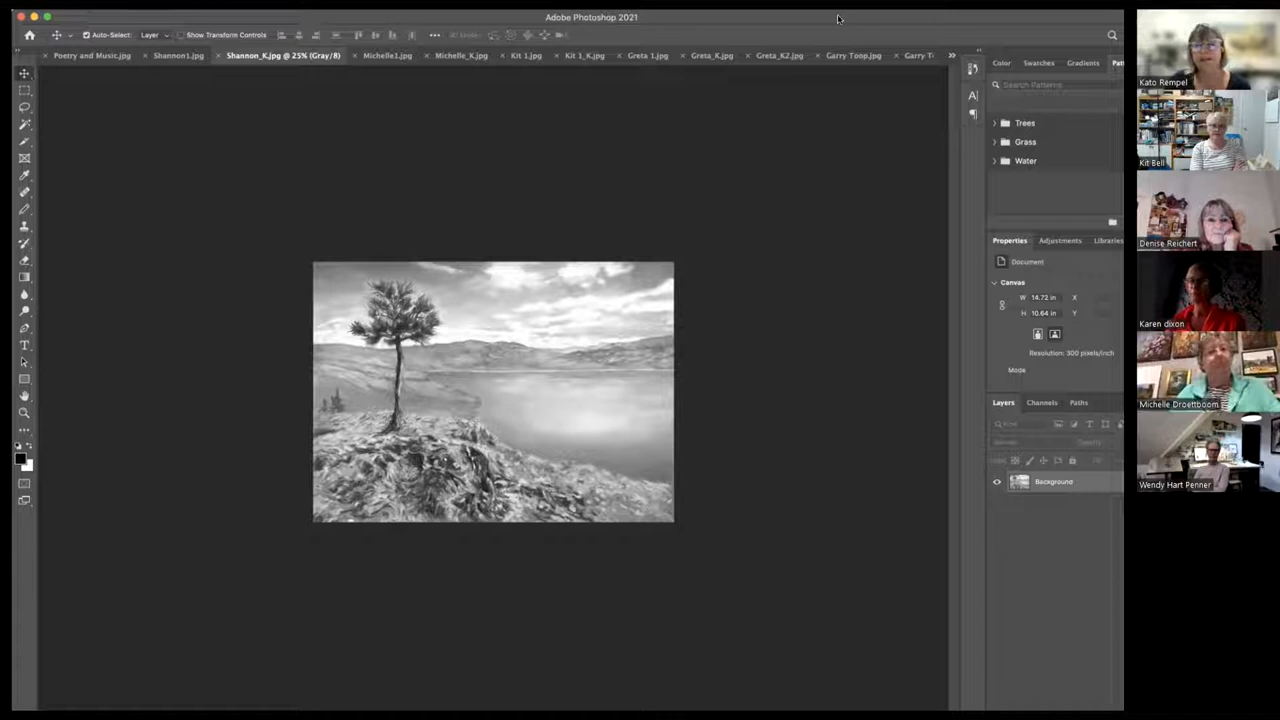 Adobe Photoshop 2021
Auto-Select: Layer Show Transform Controls
Poetry and Music.jpg Shannon1.jpg Shannon_K.jpg @ 25% (Gray/8) Michelle1.jpg Michelle_K.jpg Kit 1.jpg Kit 1_K.jpg Greta 1.jpg Greta_K.jpg Greta_K2.jpg Garry Toop.jpg Garry T
Color Swatches Gradients
Search Patterns
Trees
Grass
Water
Properties Adjustments Libraries
Document
Canvas
W 14.72 in X
H 10.64 in Y
Resolution: 300 pixels/inch
Mode
Layers Channels Paths
Opacity
Background
Kato Rempel
Kit Bell
Denise Reichert
Karen dixon
Michelle Droettboom
Wendy Hart Penner